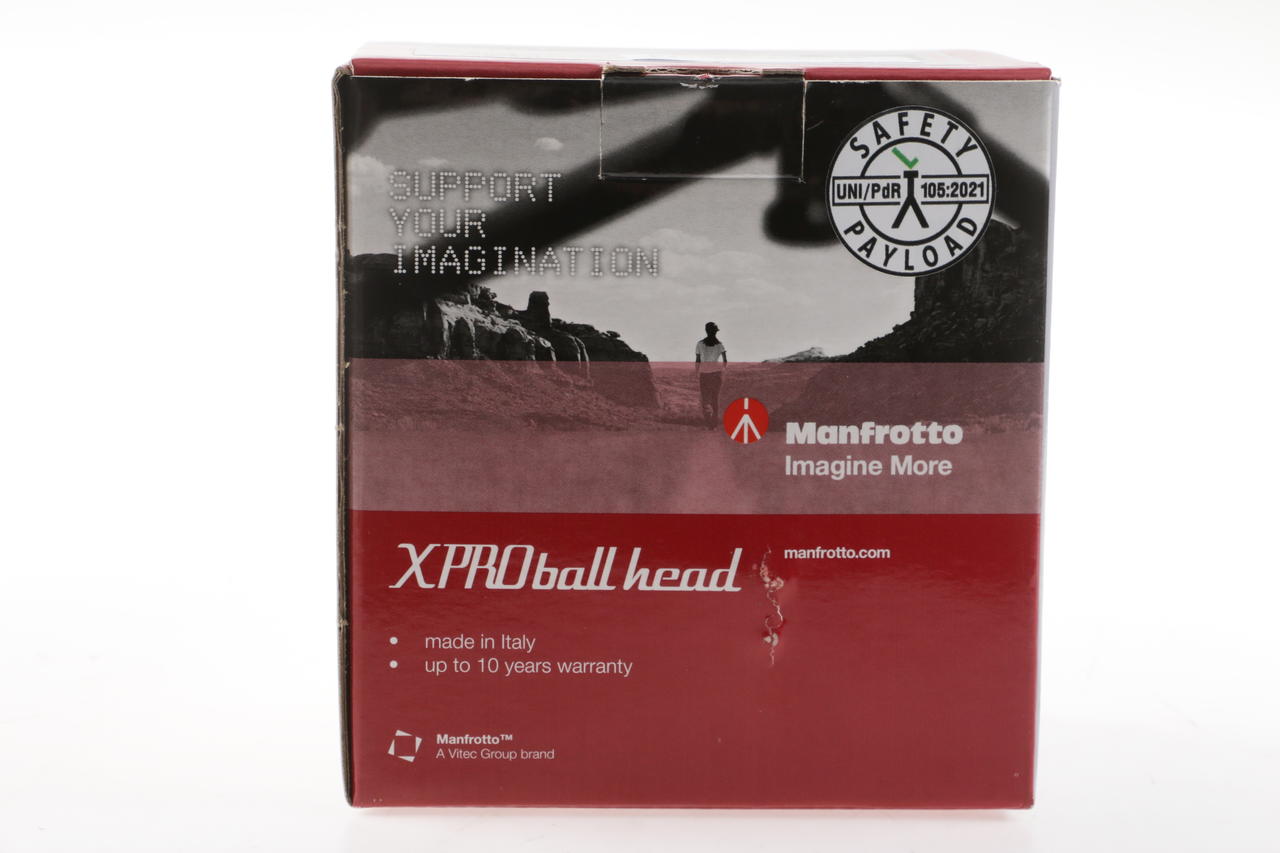 SUPPORT
YOUR
IMAGINATION
SAFETY
UNI/PdR 105:2021
PAYLOAD
Manfrotto
Imagine More
XPRO ball head
manfrotto.com
• made in Italy
• up to 10 years warranty
Manfrotto™
A Vitec Group brand